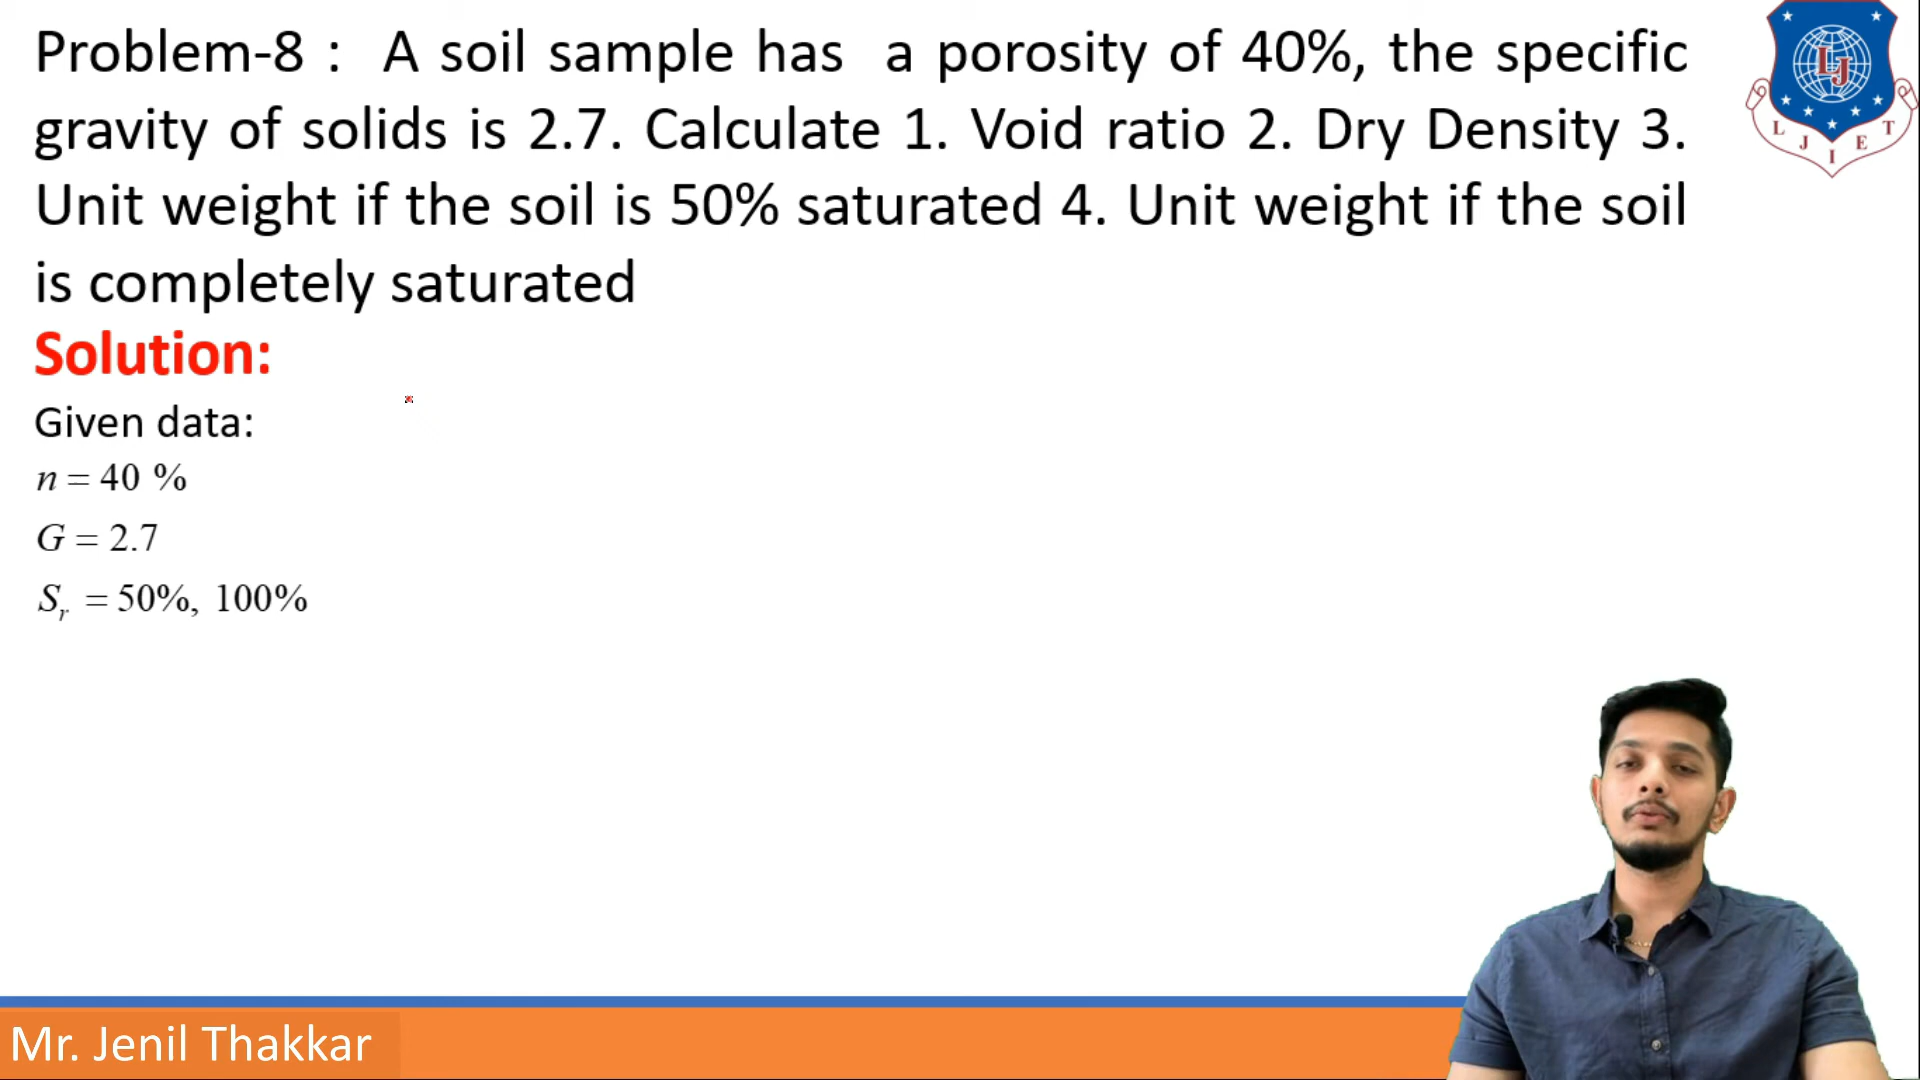 Problem-8 : A soil sample has a porosity of 40%, the specific
gravity of solids is 2.7. Calculate 1. Void ratio 2. Dry Density 3.
Unit weight if the soil is 50% saturated 4. Unit weight if the soil
is completely saturated
Solution:
Given data:
n = 40 %
G = 2.7
Sᵣ = 50%, 100%
LJ
L J I E T
Mr. Jenil Thakkar